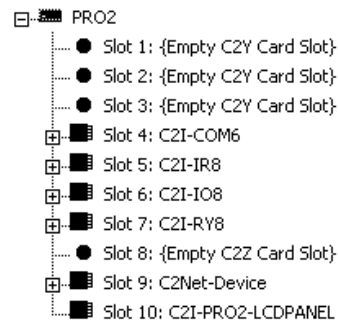 PRO2
Slot 1: {Empty C2Y Card Slot}
Slot 2: {Empty C2Y Card Slot}
Slot 3: {Empty C2Y Card Slot}
Slot 4: C2I-COM6
Slot 5: C2I-IR8
Slot 6: C2I-IO8
Slot 7: C2I-RY8
Slot 8: {Empty C2Z Card Slot}
Slot 9: C2Net-Device
Slot 10: C2I-PRO2-LCDPANEL